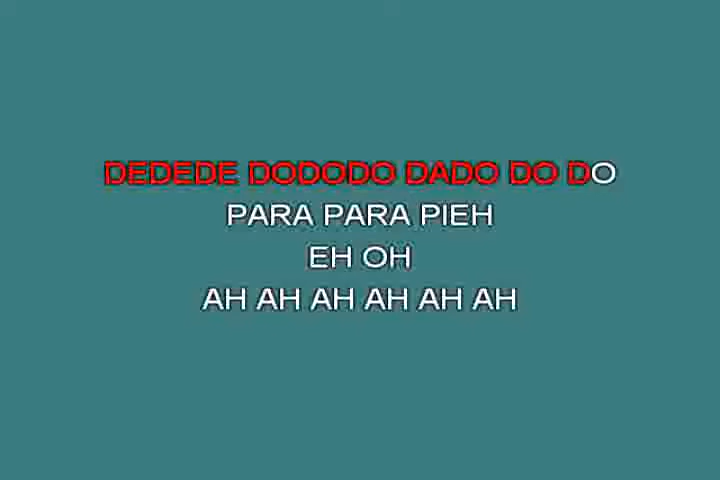 DEDEDE DODODO DADO DO DO
PARA PARA PIEH
EH OH
AH AH AH AH AH AH